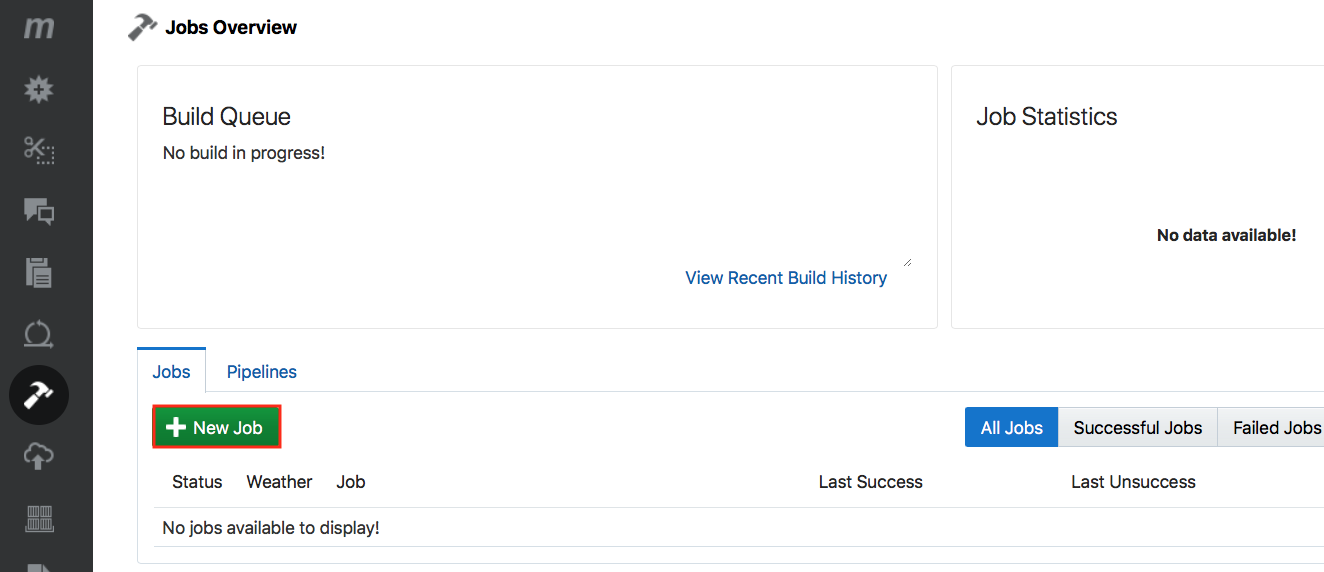 m
Jobs Overview
Build Queue
No build in progress!
View Recent Build History
Job Statistics
No data available!
Jobs Pipelines
New Job
All Jobs Successful Jobs Failed Jobs
Status Weather Job Last Success Last Unsuccess
No jobs available to display!